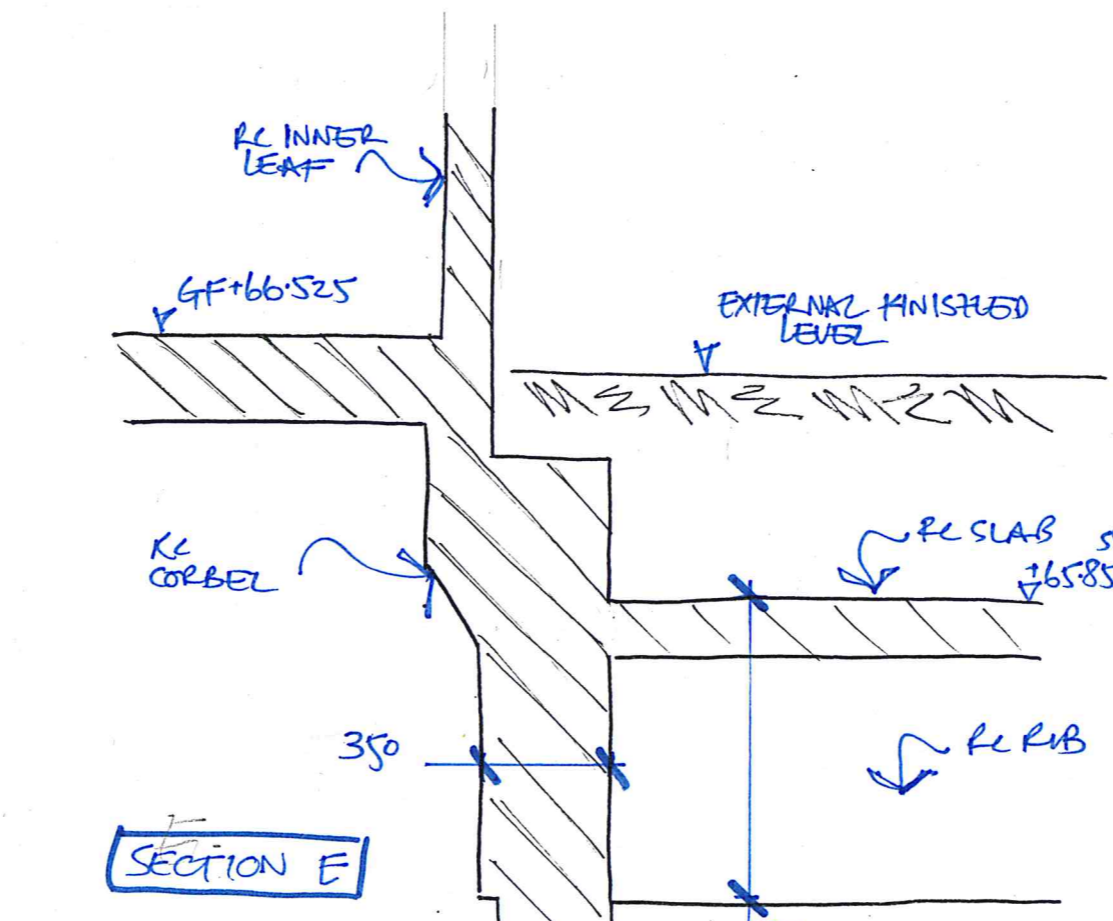 RC INNER
LEAF
GF+66.525
EXTERNAL FINISHED
LEVEL
RC
CORBEL
RC SLAB
+65.85
350
RC RIB
SECTION E